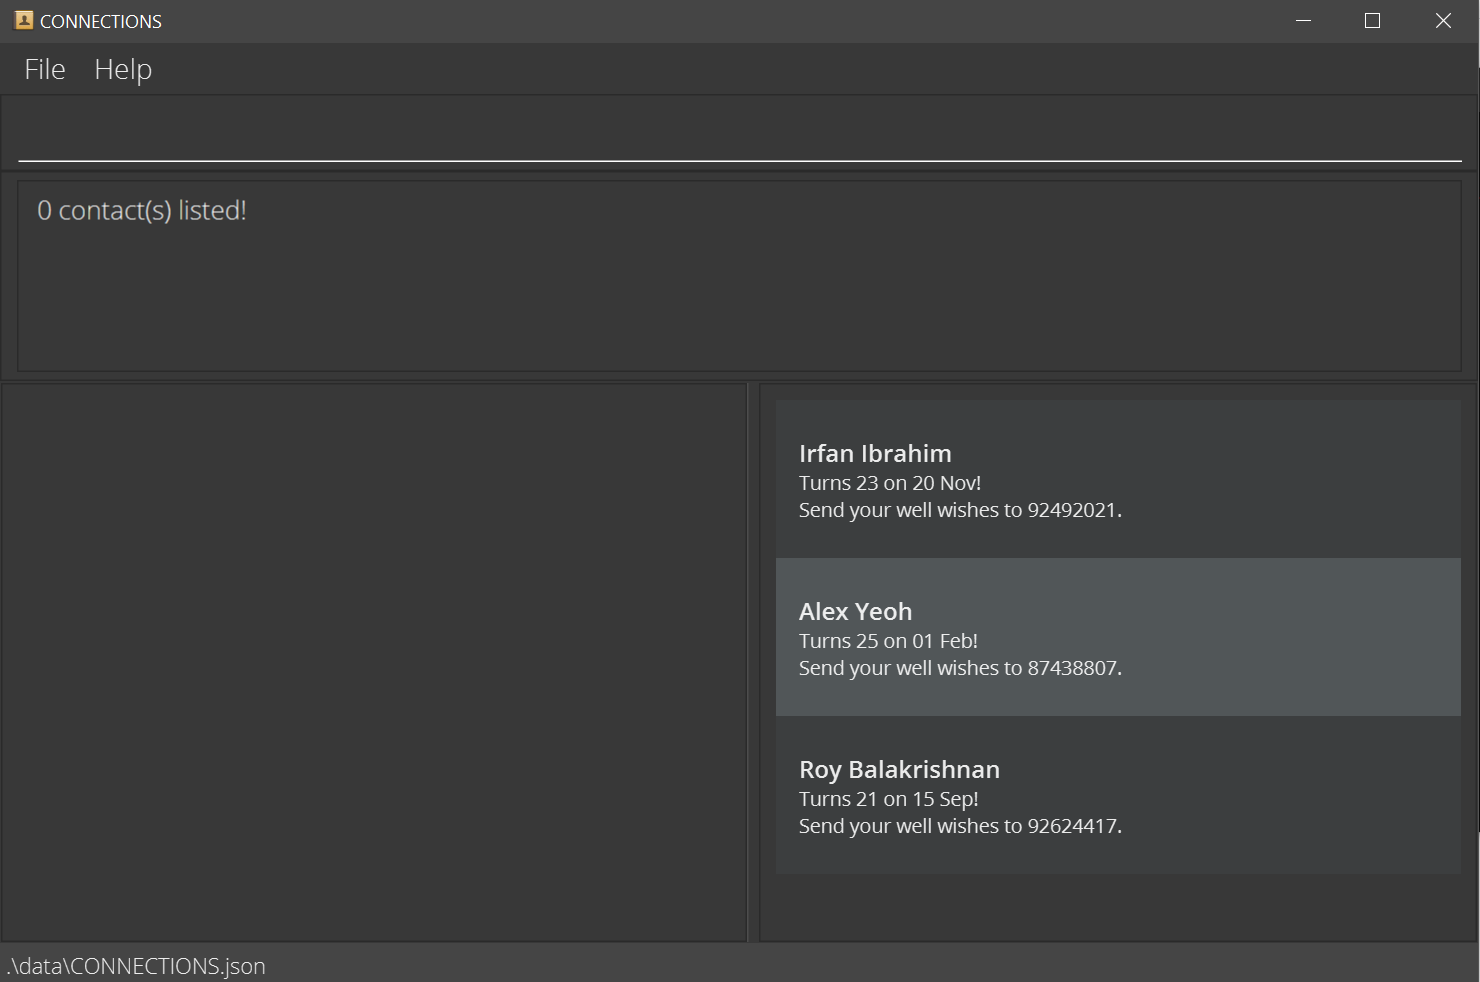 CONNECTIONS
File Help
0 contact(s) listed!
Irfan Ibrahim
Turns 23 on 20 Nov!
Send your well wishes to 92492021.
Alex Yeoh
Turns 25 on 01 Feb!
Send your well wishes to 87438807.
Roy Balakrishnan
Turns 21 on 15 Sep!
Send your well wishes to 92624417.
.\data\CONNECTIONS.json